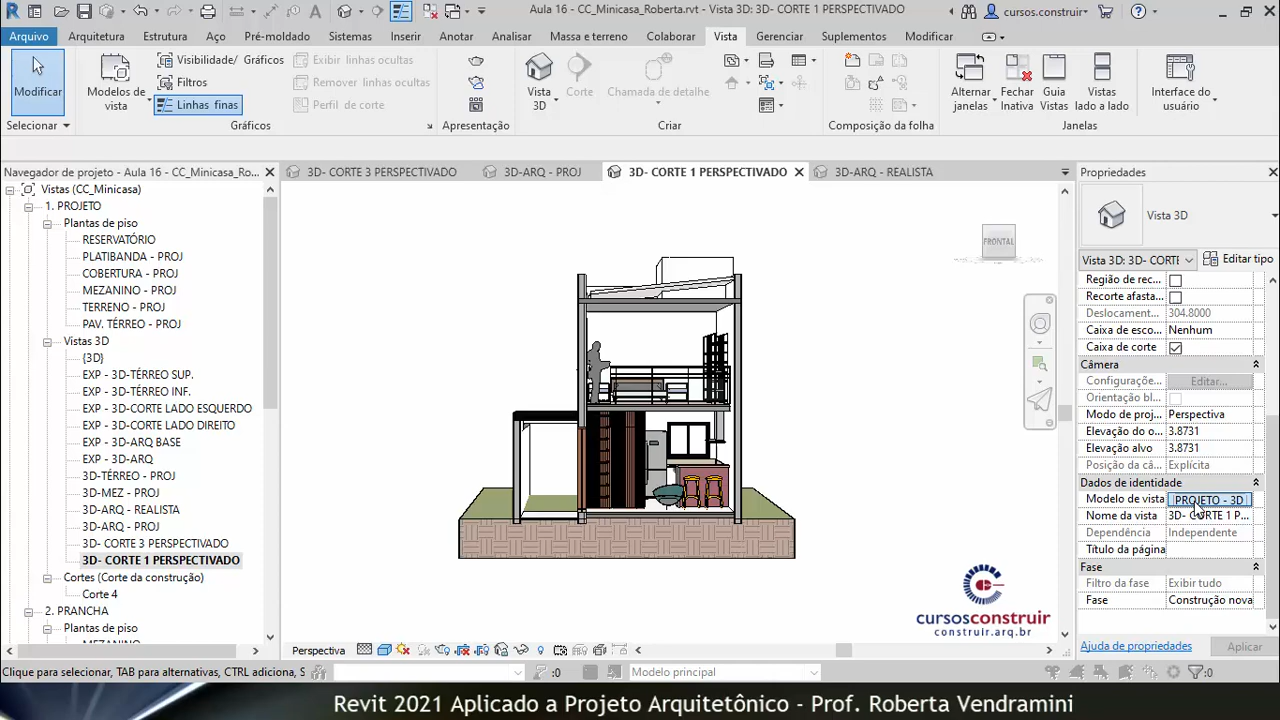 Aula 16 - CC_Minicasa_Roberta.rvt - Vista 3D: 3D- CORTE 1 PERSPECTIVADO
cursos.construir
Arquivo Arquitetura Estrutura Aço Pré-moldado Sistemas Inserir Anotar Analisar Massa e terreno Colaborar Vista Gerenciar Suplementos Modificar
Modificar
Modelos de vista
Visibilidade/ Gráficos
Filtros
Linhas finas
Exibir linhas ocultas
Remover linhas ocultas
Perfil de corte
Vista 3D
Corte
Chamada de detalhe
Alternar janelas
Fechar Inativa
Guia Vistas
Vistas lado a lado
Interface do usuário
Selecionar
Gráficos
Apresentação
Criar
Composição da folha
Janelas
Navegador de projeto - Aula 16 - CC_Minicasa_Ro...
3D- CORTE 3 PERSPECTIVADO
3D-ARQ - PROJ
3D- CORTE 1 PERSPECTIVADO
3D-ARQ - REALISTA
Propriedades
Vistas (CC_Minicasa)
1. PROJETO
Plantas de piso
RESERVATÓRIO
PLATIBANDA - PROJ
COBERTURA - PROJ
MEZANINO - PROJ
TERRENO - PROJ
PAV. TÉRREO - PROJ
Vistas 3D
{3D}
EXP - 3D-TÉRREO SUP.
EXP - 3D-TÉRREO INF.
EXP - 3D-CORTE LADO ESQUERDO
EXP - 3D-CORTE LADO DIREITO
EXP - 3D-ARQ BASE
EXP - 3D-ARQ
3D-TÉRREO - PROJ
3D-MEZ - PROJ
3D-ARQ - REALISTA
3D-ARQ - PROJ
3D- CORTE 3 PERSPECTIVADO
3D- CORTE 1 PERSPECTIVADO
Cortes (Corte da construção)
Corte 4
2. PRANCHA
Plantas de piso
FRONTAL
Vista 3D
Vista 3D: 3D- CORTE
Editar tipo
Região de rec...
Recorte afasta...
Deslocament... 304.8000
Caixa de esco... Nenhum
Caixa de corte
Câmera
Configuraçõe... Editar...
Orientação bl...
Modo de proj... Perspectiva
Elevação do o... 3.8731
Elevação alvo 3.8731
Posição da câ... Explícita
Dados de identidade
Modelo de vista PROJETO - 3D
Nome da vista 3D- CORTE 1 P...
Dependência Independente
Título da página
Fase
Filtro da fase Exibir tudo
Fase Construção nova
Ajuda de propriedades
Aplicar
cursosconstruir
construir.arq.br
Perspectiva
Clique para selecionar, TAB para alternativas, CTRL adiciona, S
:0
Modelo principal
:0
Revit 2021 Aplicado a Projeto Arquitetônico - Prof. Roberta Vendramini